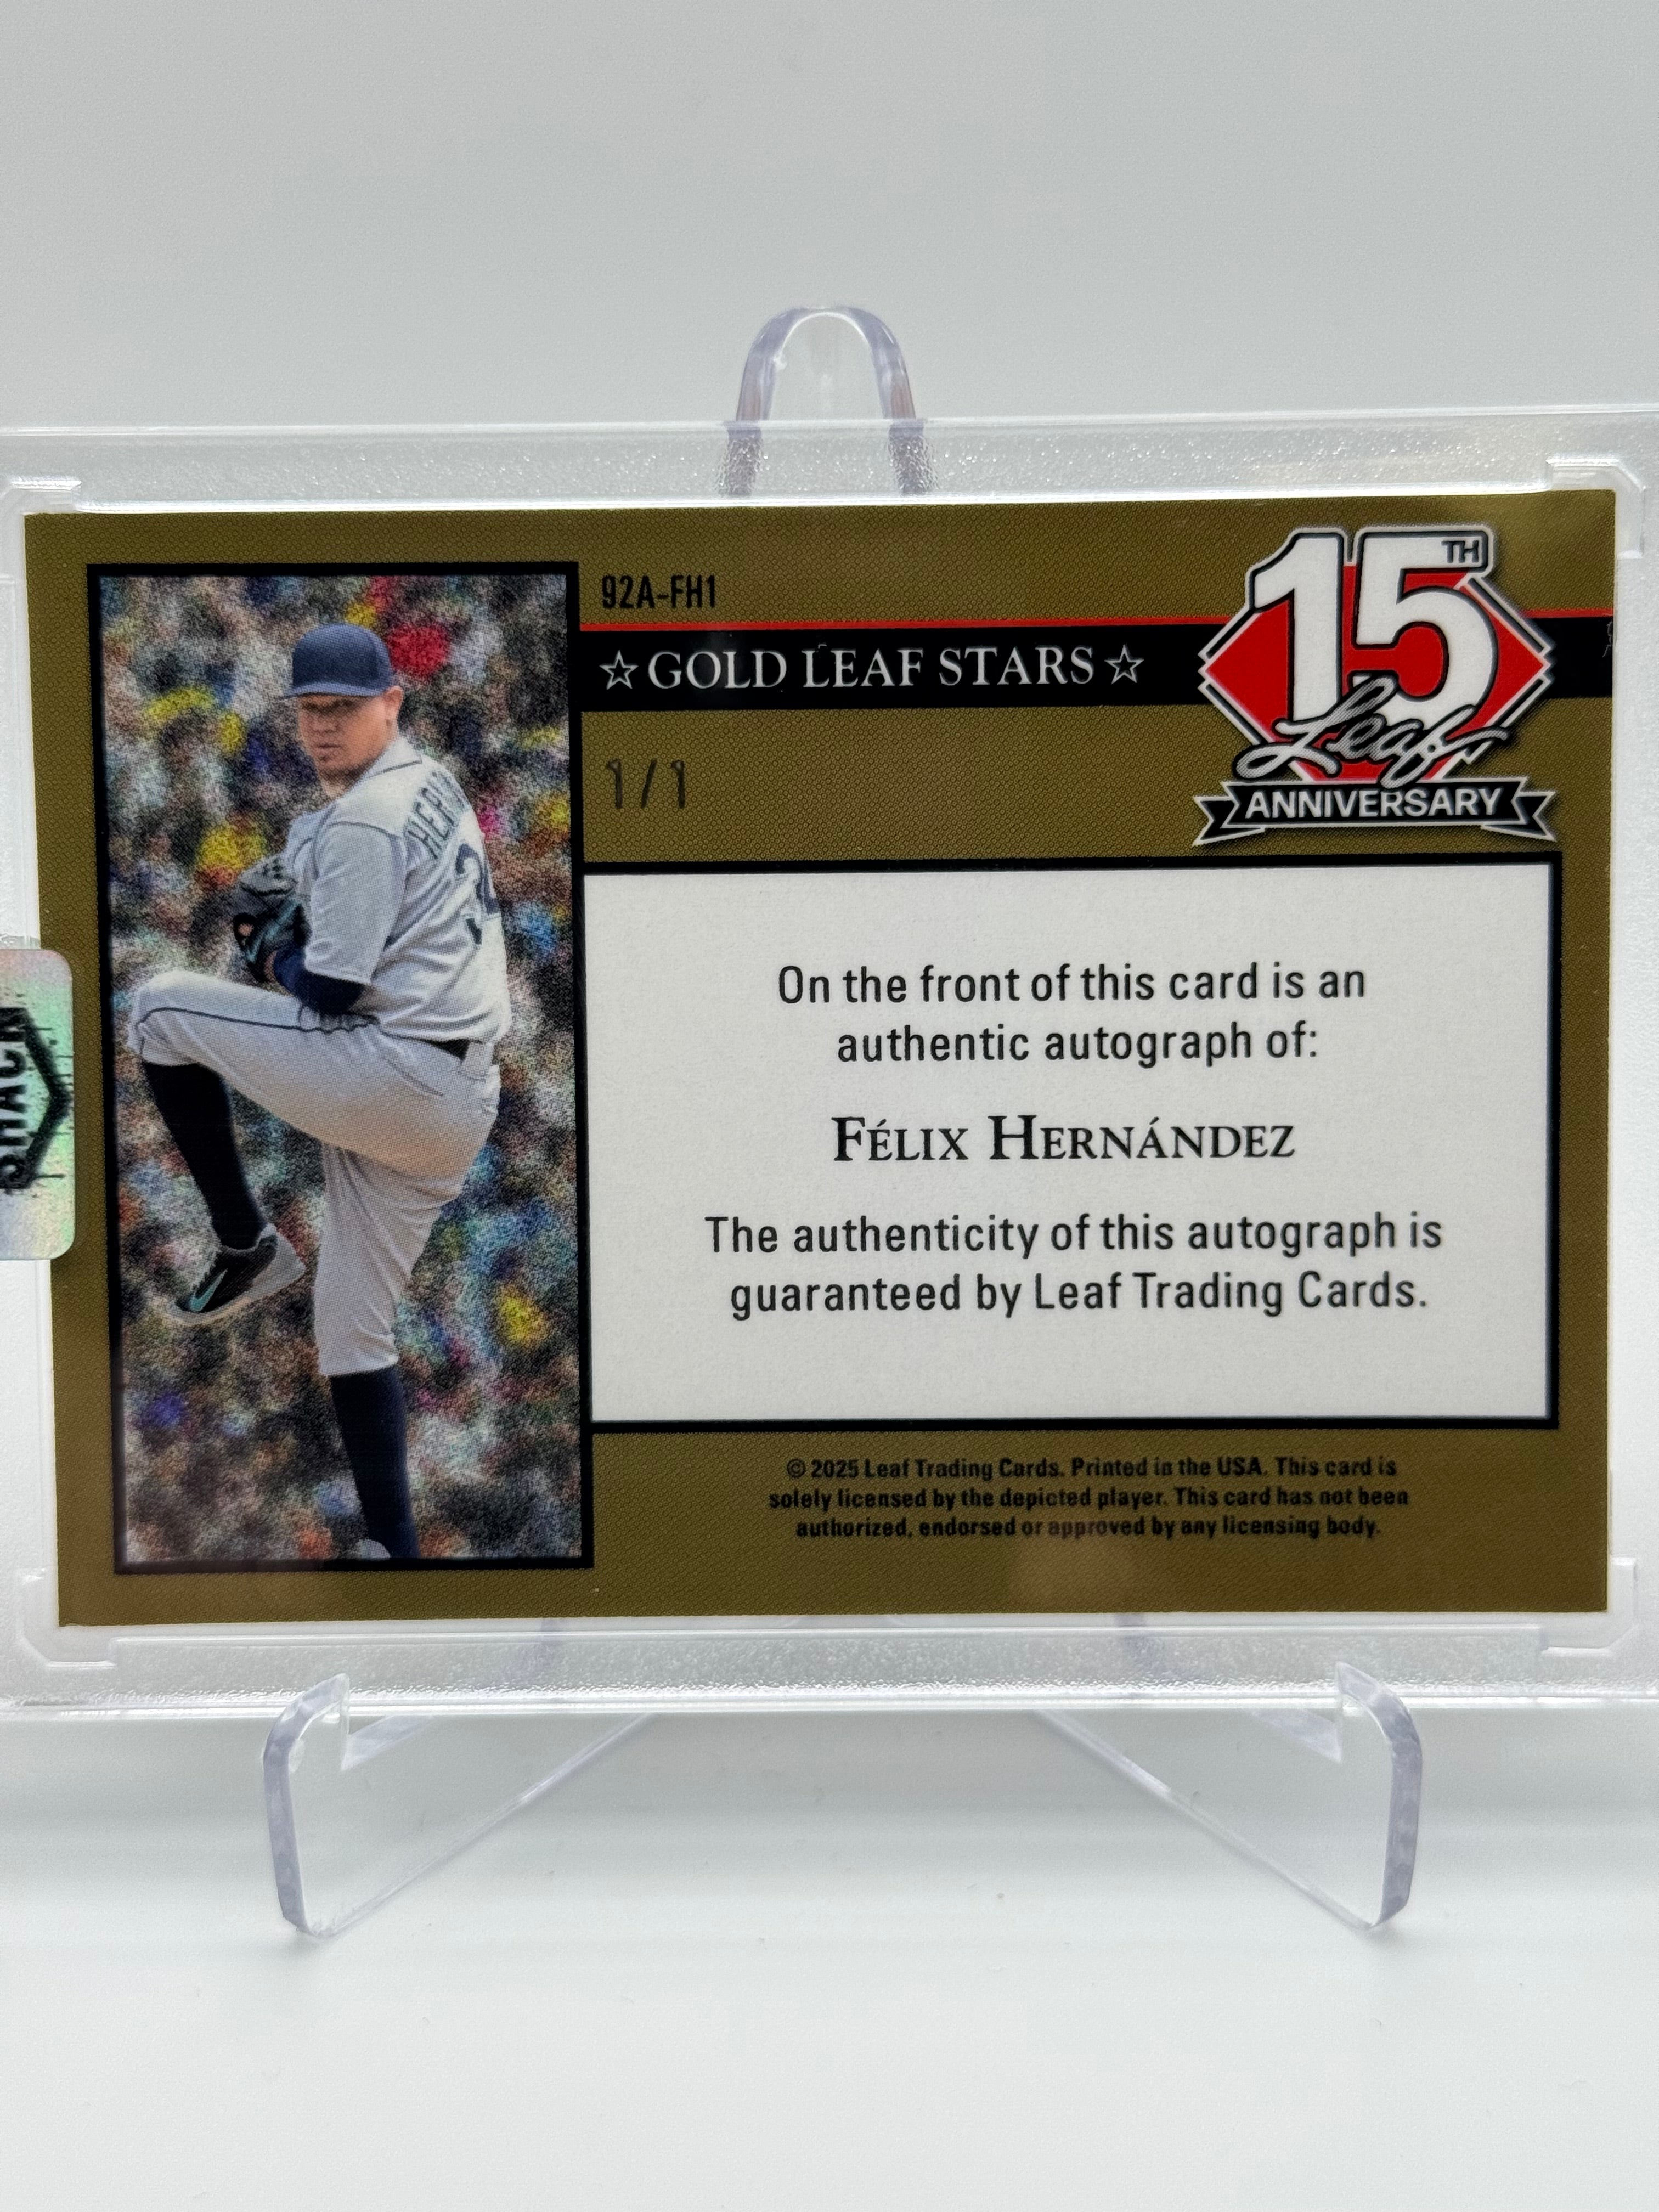 92A-FH1
☆ GOLD LEAF STARS ☆
1/1
15TH
Leaf
ANNIVERSARY
On the front of this card is an
authentic autograph of:
FÉLIX HERNÁNDEZ
The authenticity of this autograph is
guaranteed by Leaf Trading Cards.
© 2025 Leaf Trading Cards. Printed in the USA. This card is
solely licensed by the depicted player. This card has not been
authorized, endorsed or approved by any licensing body.
SHACK